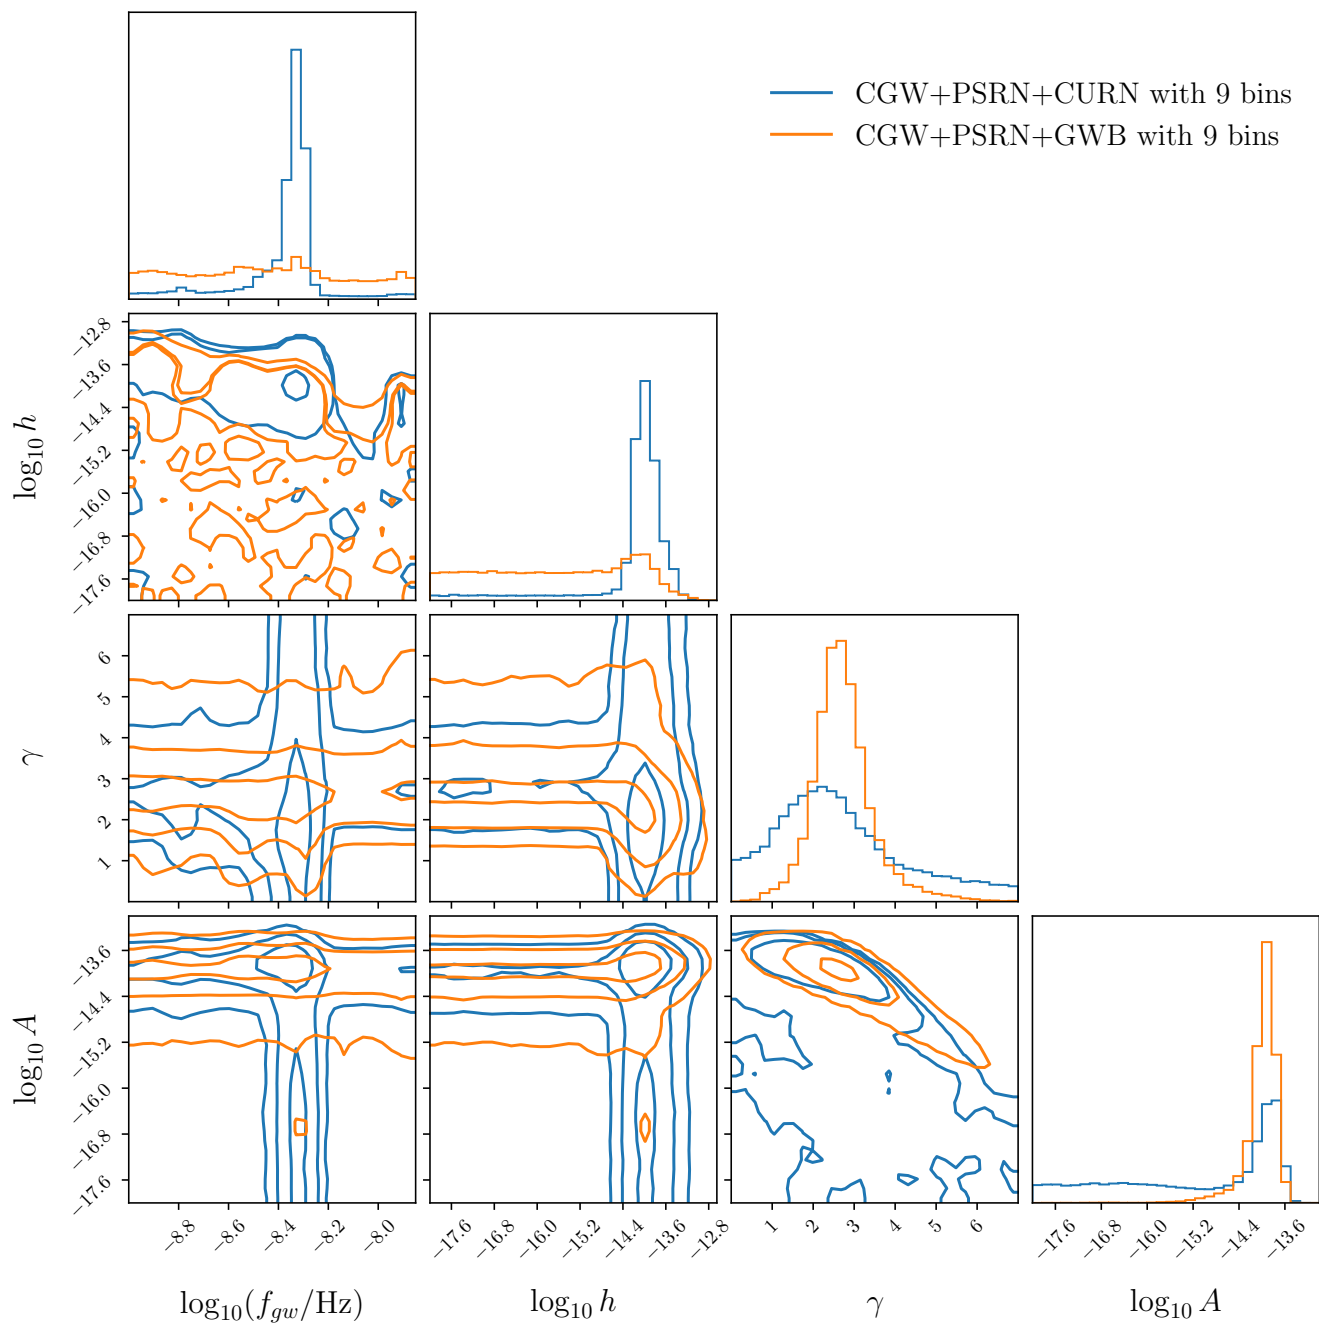 CGW+PSRN+CURN with 9 bins
CGW+PSRN+GWB with 9 bins
log₁₀ h
−12.8
−13.6
−14.4
−15.2
−16.0
−16.8
−17.6
γ
6
5
4
3
2
1
log₁₀ A
−13.6
−14.4
−15.2
−16.0
−16.8
−17.6
−8.8 −8.6 −8.4 −8.2 −8.0
−17.6 −16.8 −16.0 −15.2 −14.4 −13.6 −12.8
1 2 3 4 5 6
−17.6 −16.8 −16.0 −15.2 −14.4 −13.6
log₁₀(f_gw/Hz)
log₁₀ h
γ
log₁₀ A